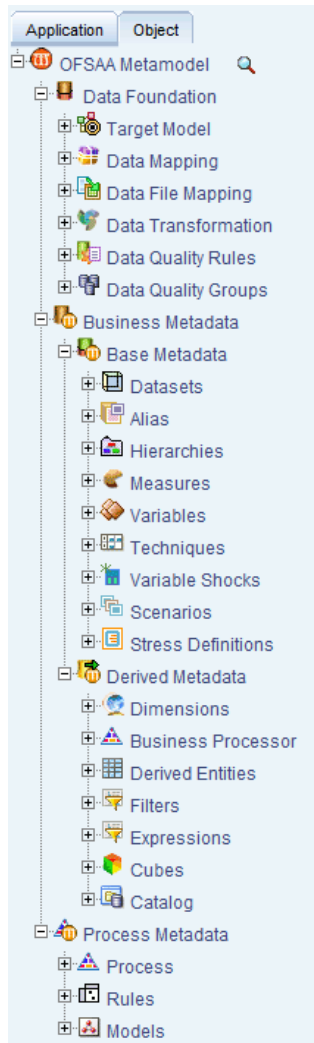 Application Object
OFSAA Metamodel
Data Foundation
Target Model
Data Mapping
Data File Mapping
Data Transformation
Data Quality Rules
Data Quality Groups
Business Metadata
Base Metadata
Datasets
Alias
Hierarchies
Measures
Variables
Techniques
Variable Shocks
Scenarios
Stress Definitions
Derived Metadata
Dimensions
Business Processor
Derived Entities
Filters
Expressions
Cubes
Catalog
Process Metadata
Process
Rules
Models